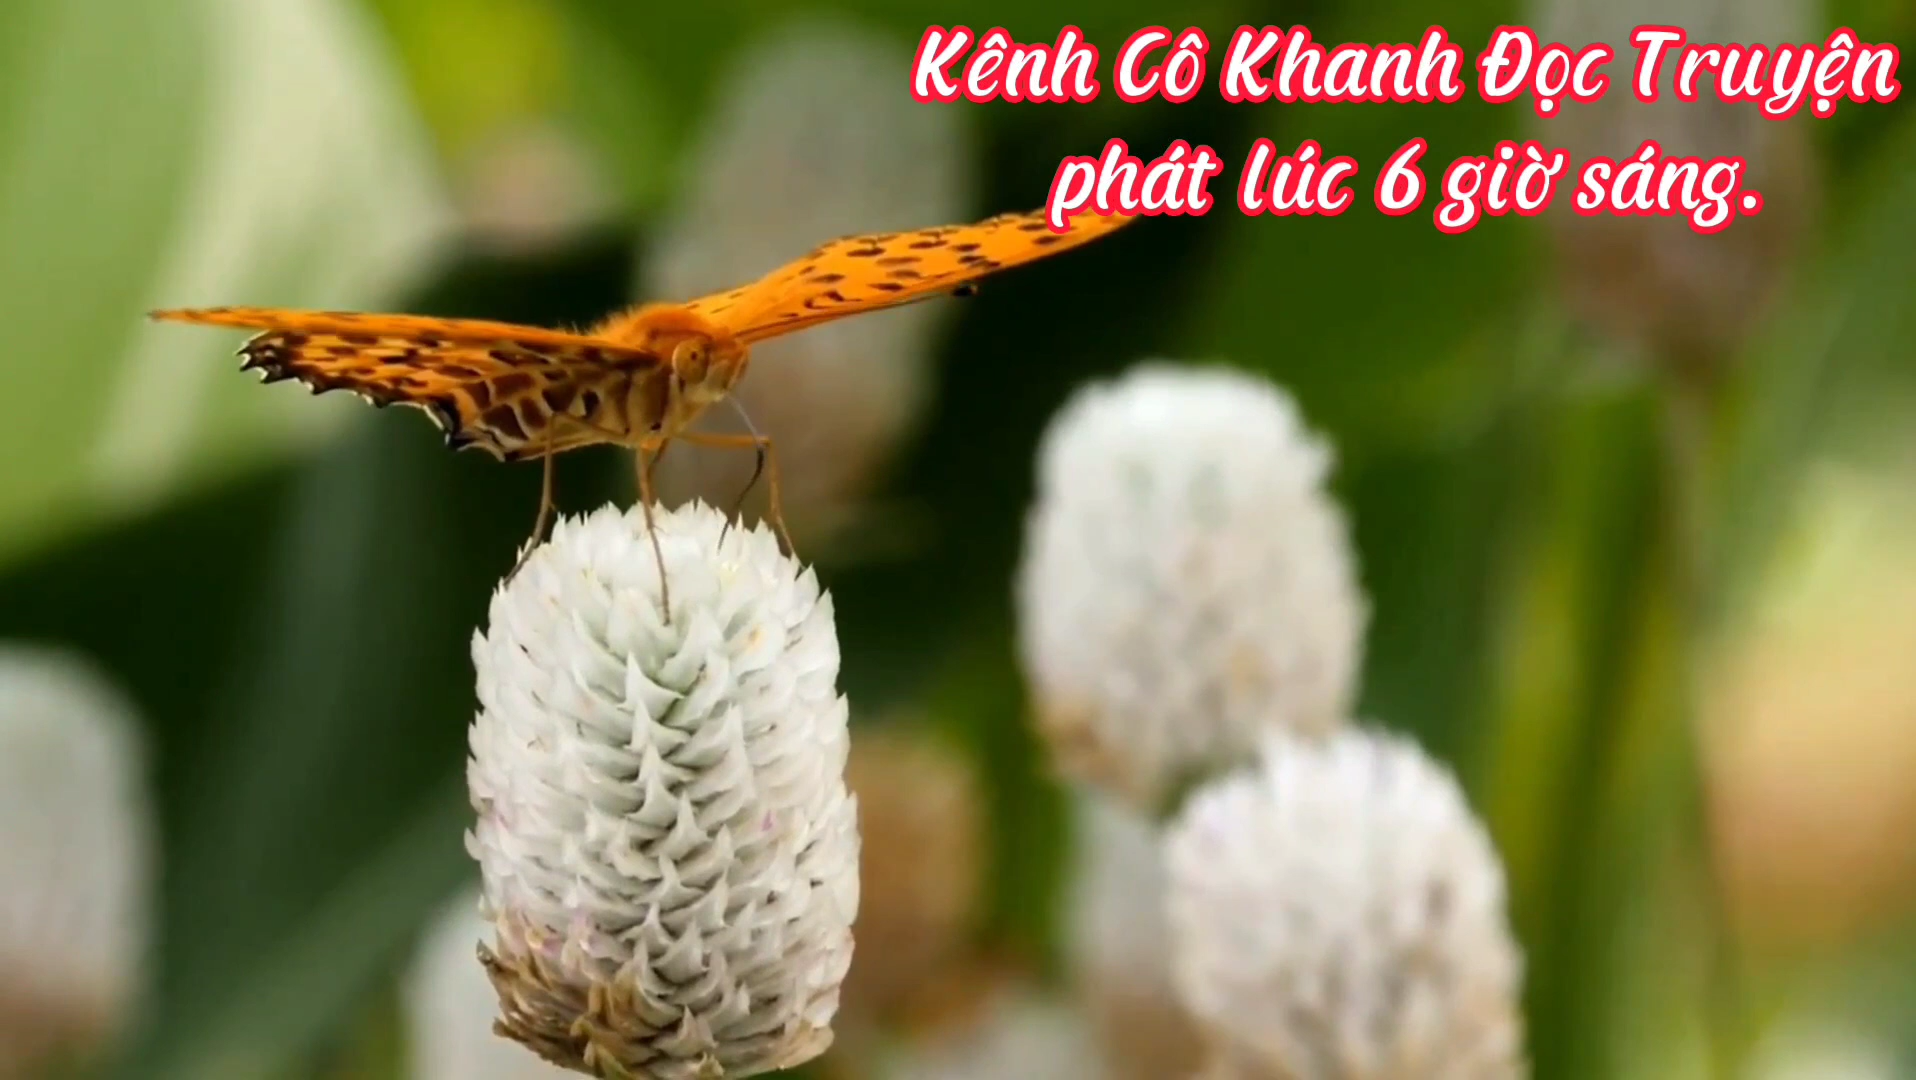 Kênh Cô Khanh Đọc Truyện
phát lúc 6 giờ sáng.